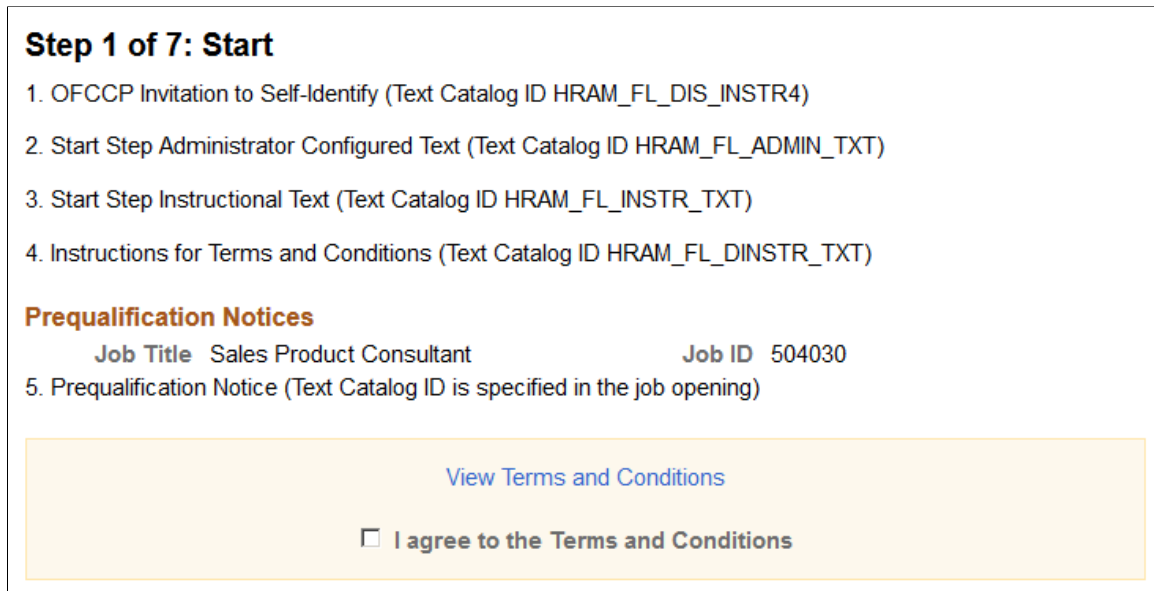 Step 1 of 7: Start
1. OFCCP Invitation to Self-Identify (Text Catalog ID HRAM_FL_DIS_INSTR4)
2. Start Step Administrator Configured Text (Text Catalog ID HRAM_FL_ADMIN_TXT)
3. Start Step Instructional Text (Text Catalog ID HRAM_FL_INSTR_TXT)
4. Instructions for Terms and Conditions (Text Catalog ID HRAM_FL_DINSTR_TXT)
Prequalification Notices
Job Title Sales Product Consultant Job ID 504030
5. Prequalification Notice (Text Catalog ID is specified in the job opening)
View Terms and Conditions
I agree to the Terms and Conditions